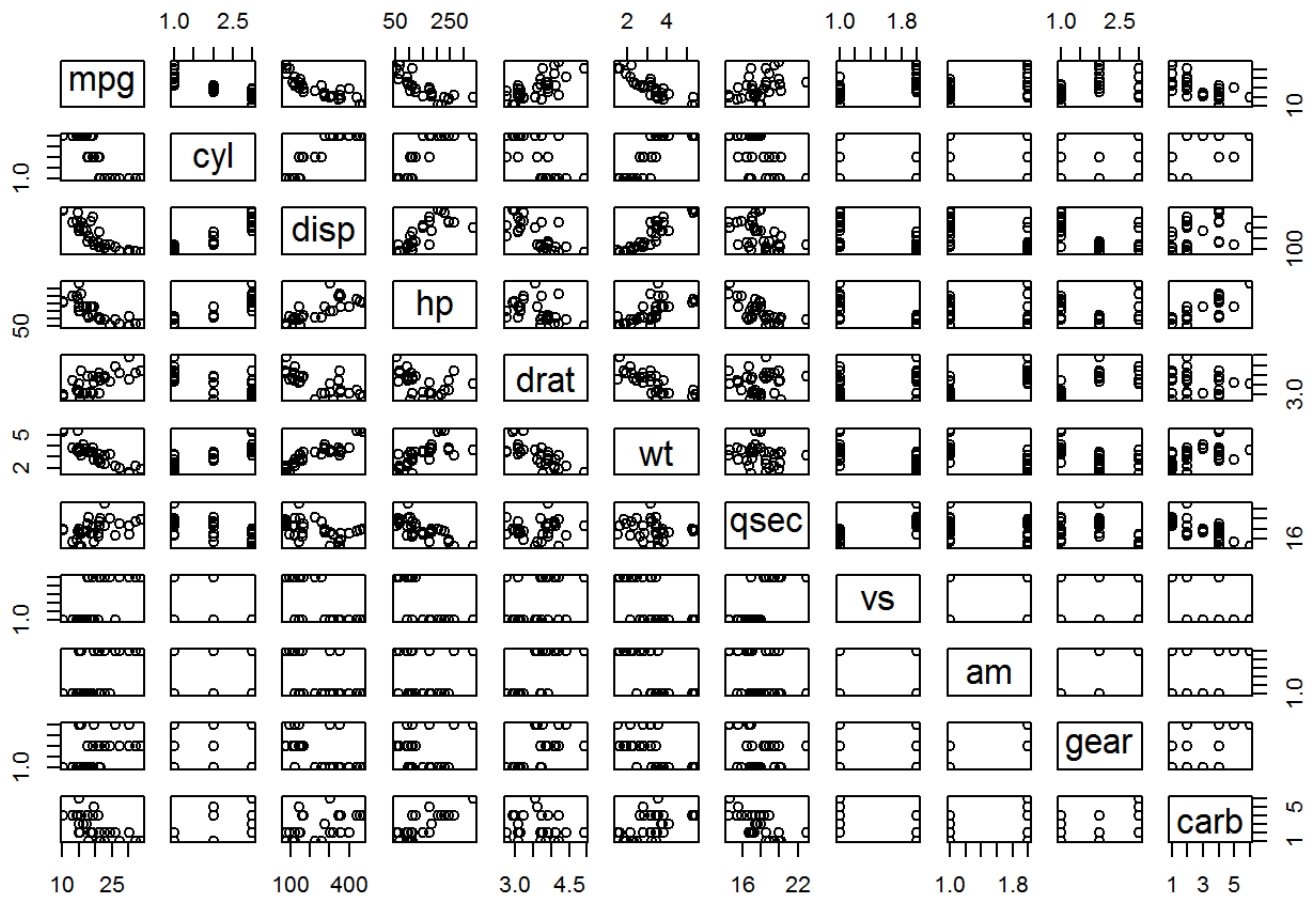 1.0 2.5 50 250 2 4 1.0 1.8 1.0 2.5
mpg 10
1.0 cyl
disp 100
50 hp
drat 3.0
2 5 wt
qsec 16
1.0 vs
am 1.0
1.0 gear
carb 1 5
10 25 100 400 3.0 4.5 16 22 1.0 1.8 1 3 5